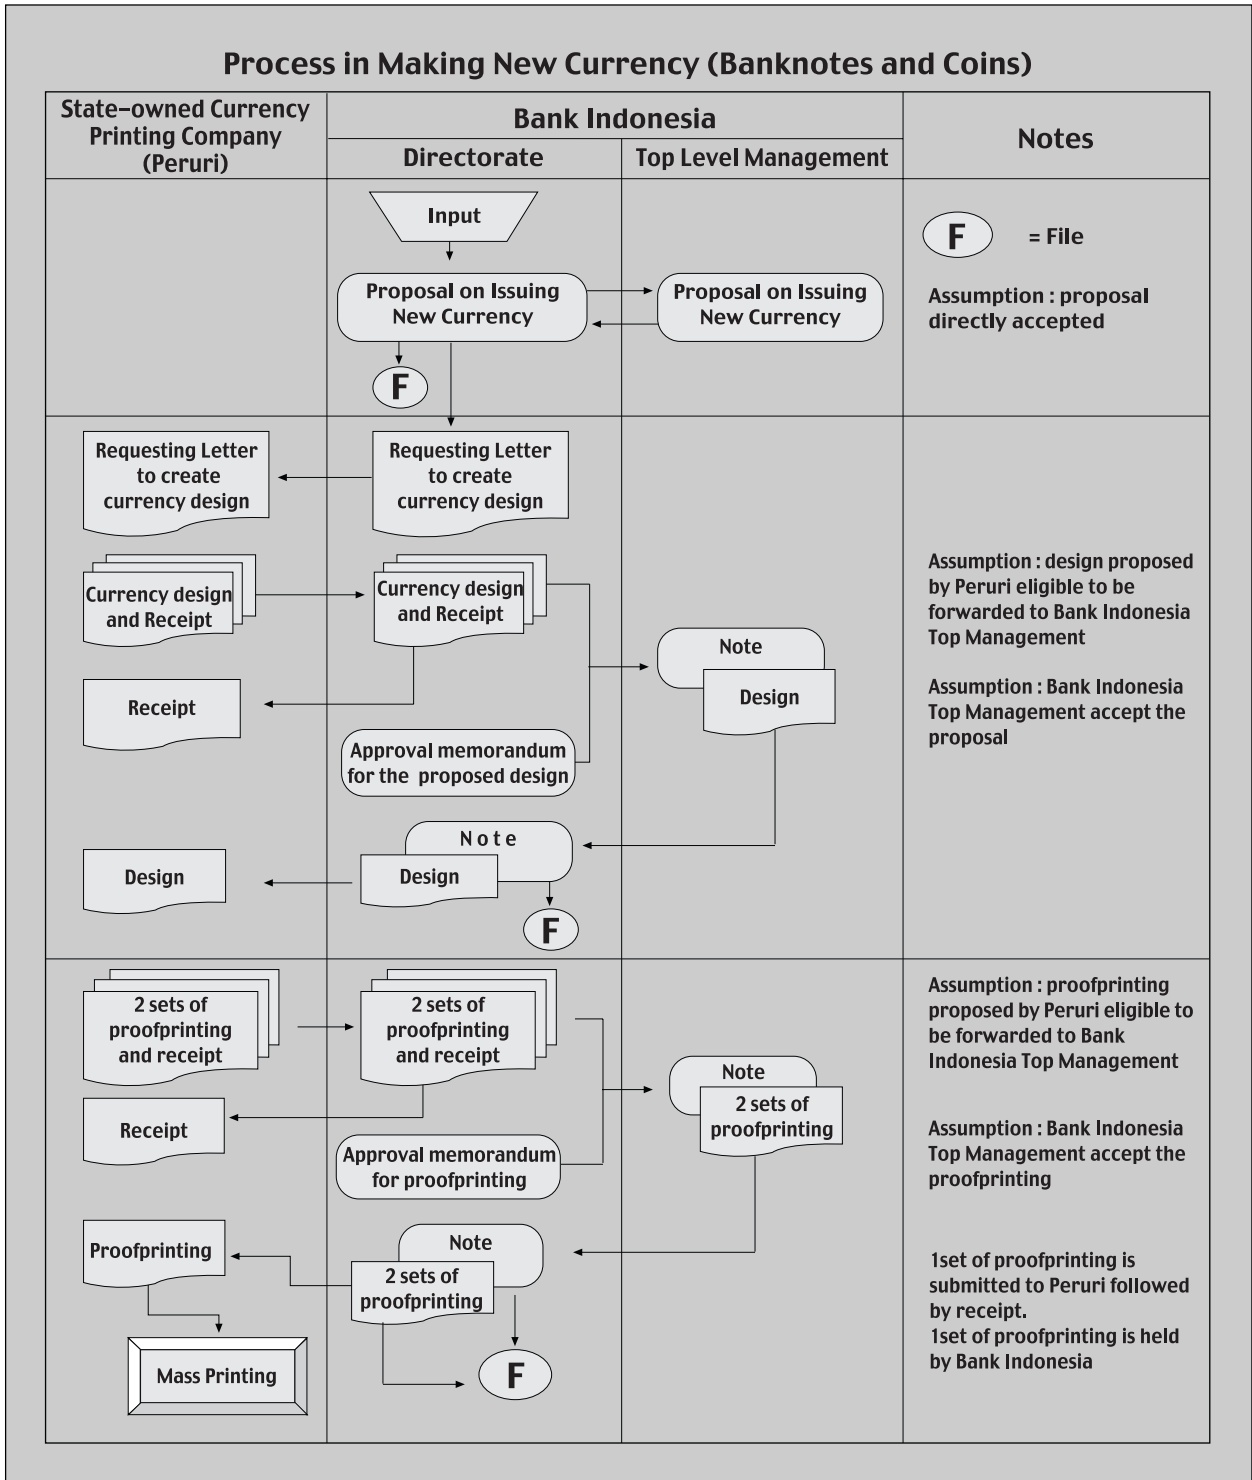 Process in Making New Currency (Banknotes and Coins)
State-owned Currency
Printing Company
(Peruri)
Bank Indonesia
Directorate
Top Level Management
Notes
Input
Proposal on Issuing
New Currency
Proposal on Issuing
New Currency
F
F
= File
Assumption : proposal
directly accepted
Requesting Letter
to create
currency design
Requesting Letter
to create
currency design
Currency design
and Receipt
Currency design
and Receipt
Receipt
Approval memorandum
for the proposed design
Note
Design
Note
Design
Design
F
Assumption : design proposed
by Peruri eligible to be
forwarded to Bank Indonesia
Top Management
Assumption : Bank Indonesia
Top Management accept the
proposal
2 sets of
proofprinting
and receipt
2 sets of
proofprinting
and receipt
Receipt
Approval memorandum
for proofprinting
Note
2 sets of
proofprinting
Proofprinting
Note
2 sets of
proofprinting
Mass Printing
F
Assumption : proofprinting
proposed by Peruri eligible to
be forwarded to Bank
Indonesia Top Management
Assumption : Bank Indonesia
Top Management accept the
proofprinting
1set of proofprinting is
submitted to Peruri followed
by receipt.
1set of proofprinting is held
by Bank Indonesia